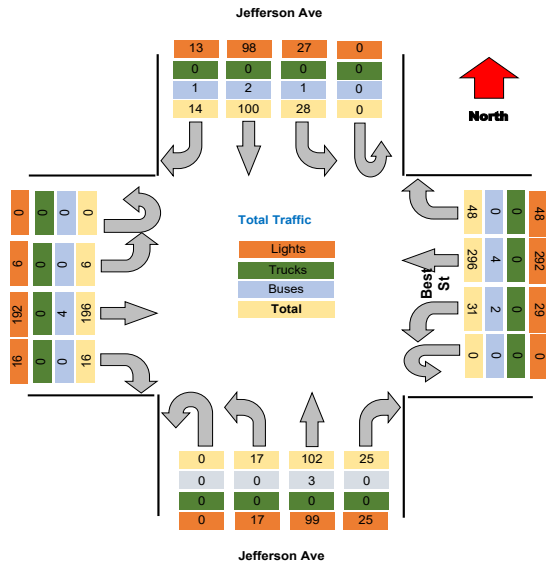 Jefferson Ave
13 98 27 0
0 0 0 0
1 2 1 0
14 100 28 0
North
0 0 0 0
6 0 0 6
192 0 4 196
16 0 0 16
Total Traffic
Lights
Trucks
Buses
Total
Best
St
48 0 0 48
296 4 0 292
31 2 0 29
0 0 0 0
0 17 102 25
0 0 3 0
0 0 0 0
0 17 99 25
Jefferson Ave